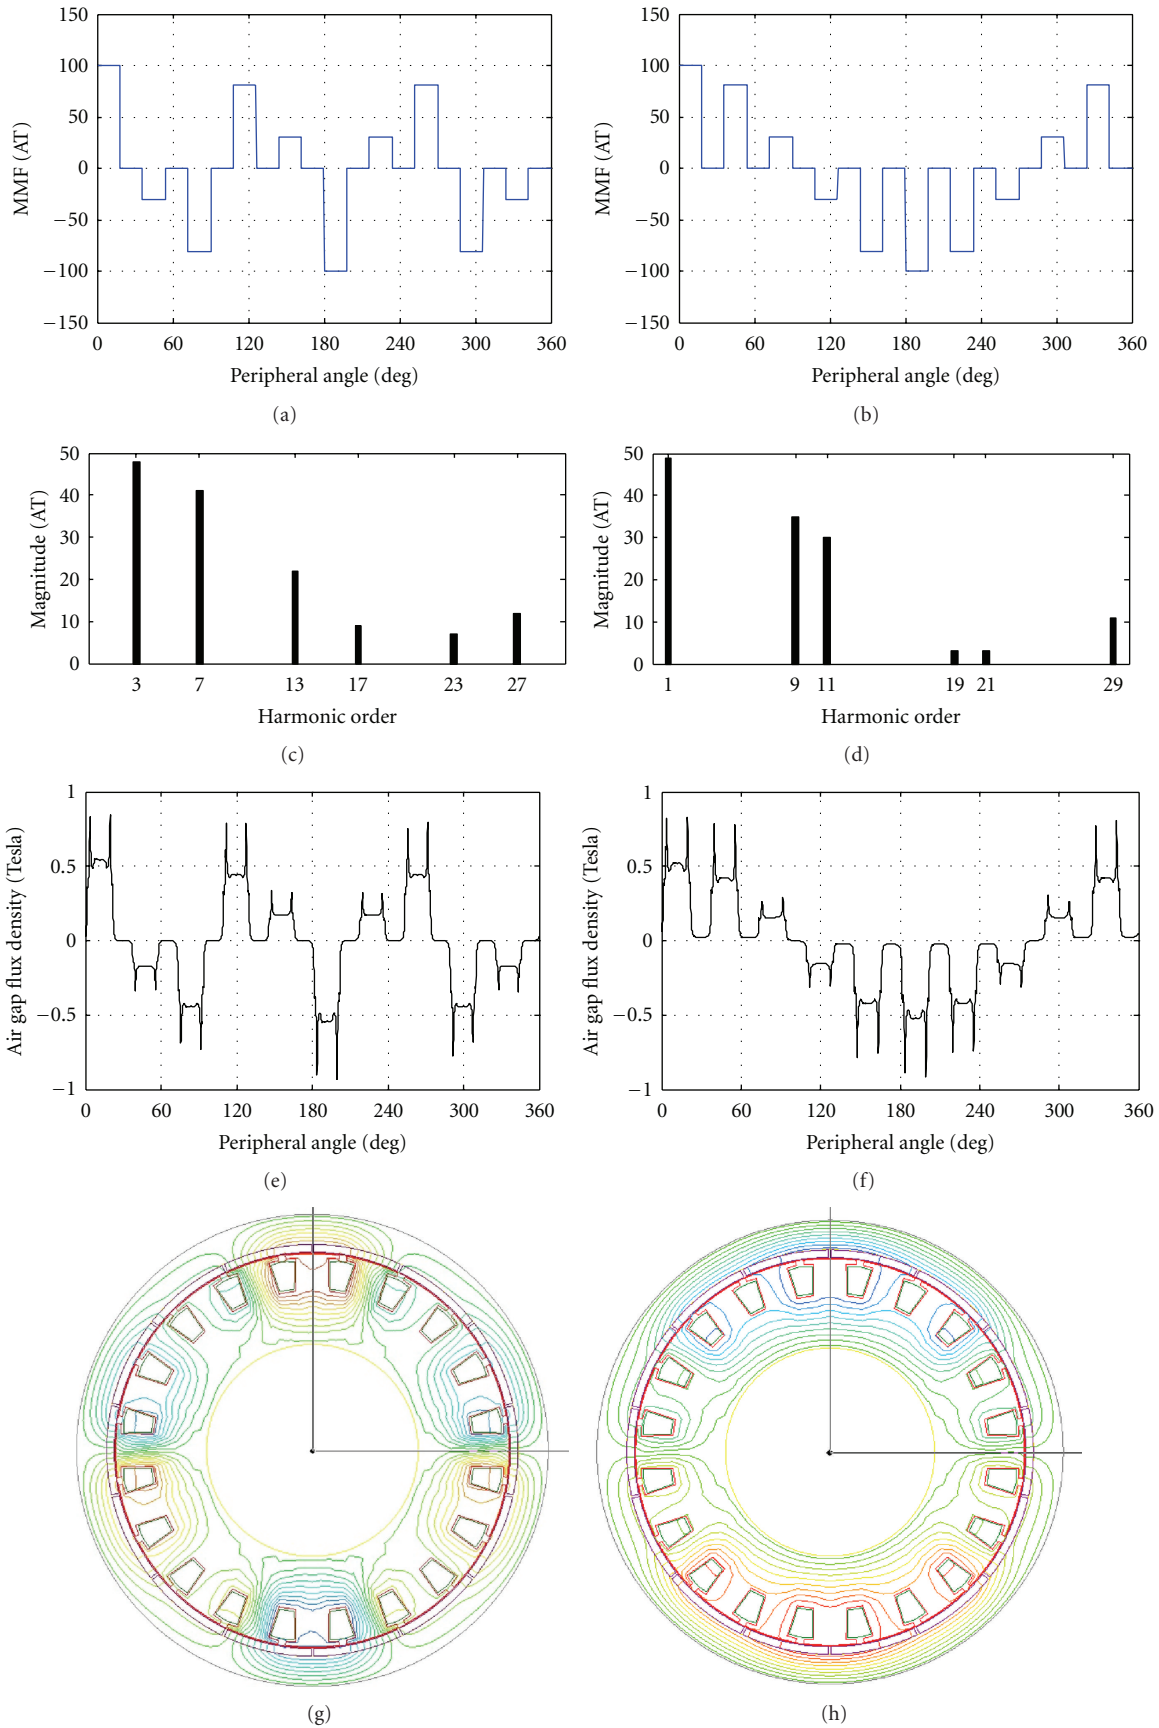 150
100
50
0
−50
−100
−150
MMF (AT)
0 60 120 180 240 300 360
Peripheral angle (deg)
(a)
150
100
50
0
−50
−100
−150
MMF (AT)
0 60 120 180 240 300 360
Peripheral angle (deg)
(b)
50
40
30
20
10
0
Magnitude (AT)
3 7 13 17 23 27
Harmonic order
(c)
50
40
30
20
10
0
Magnitude (AT)
1 9 11 19 21 29
Harmonic order
(d)
1
0.5
0
−0.5
−1
Air gap flux density (Tesla)
0 60 120 180 240 300 360
Peripheral angle (deg)
(e)
1
0.5
0
−0.5
−1
Air gap flux density (Tesla)
0 60 120 180 240 300 360
Peripheral angle (deg)
(f)
(g)
(h)